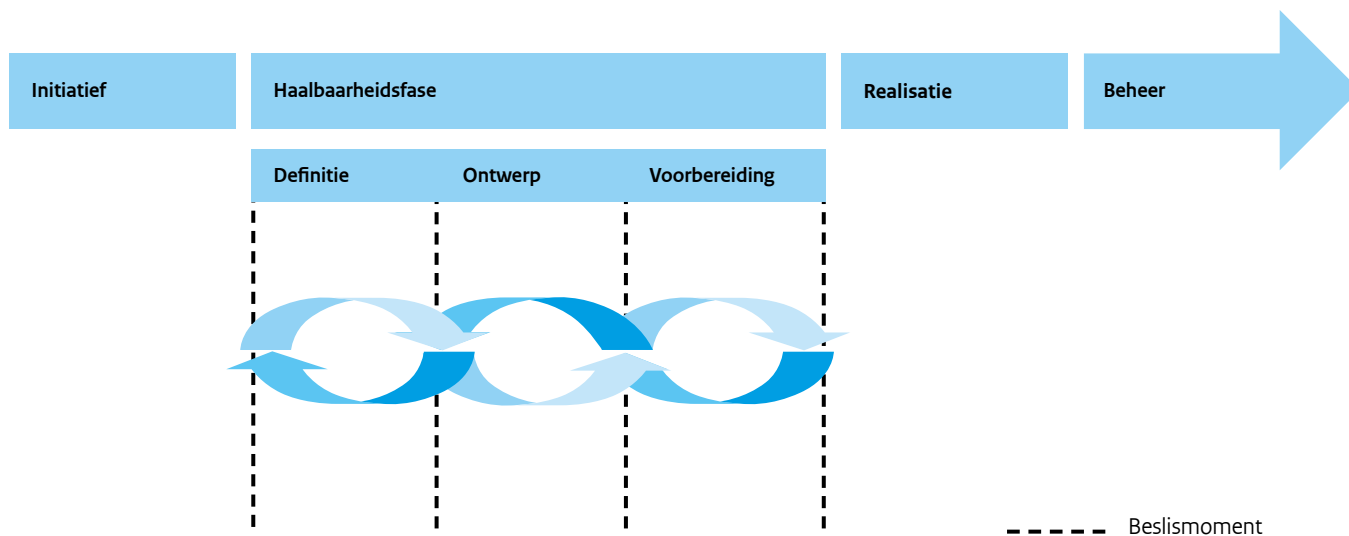 Initiatief
Haalbaarheidsfase
Realisatie
Beheer
Definitie
Ontwerp
Voorbereiding
Beslismoment